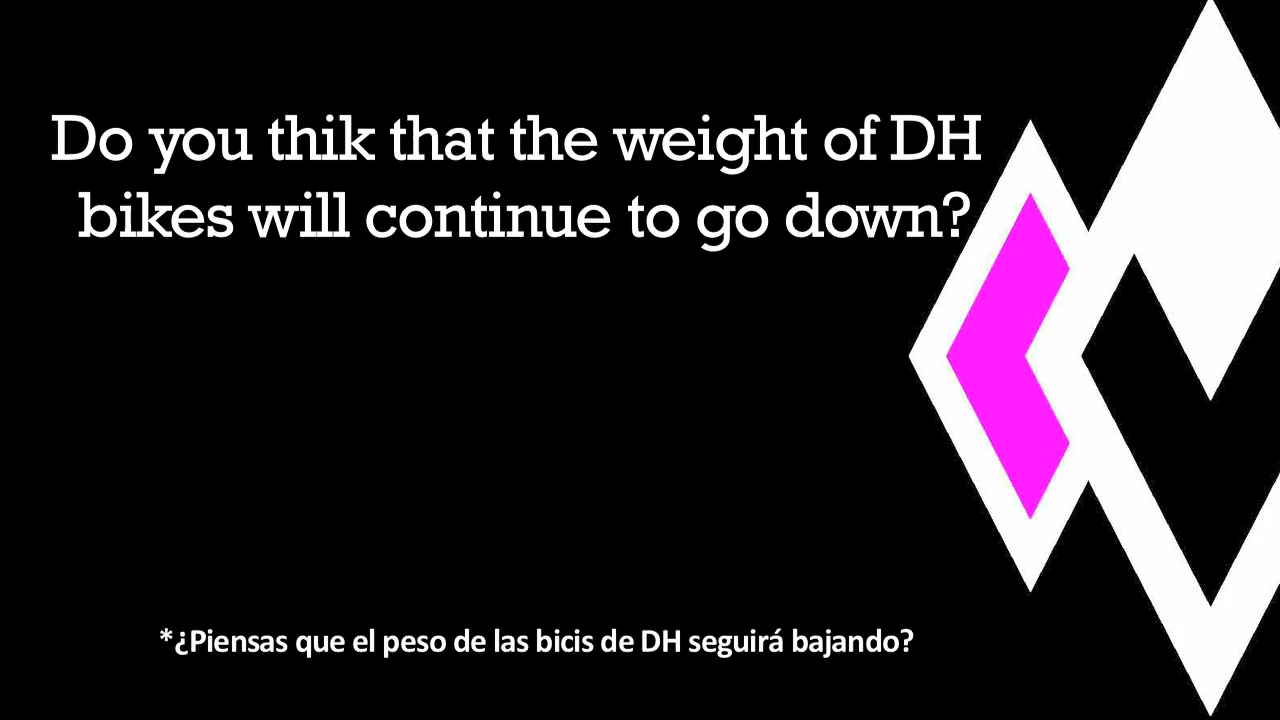 Do you thik that the weight of DH
bikes will continue to go down?
*¿Piensas que el peso de las bicis de DH seguirá bajando?